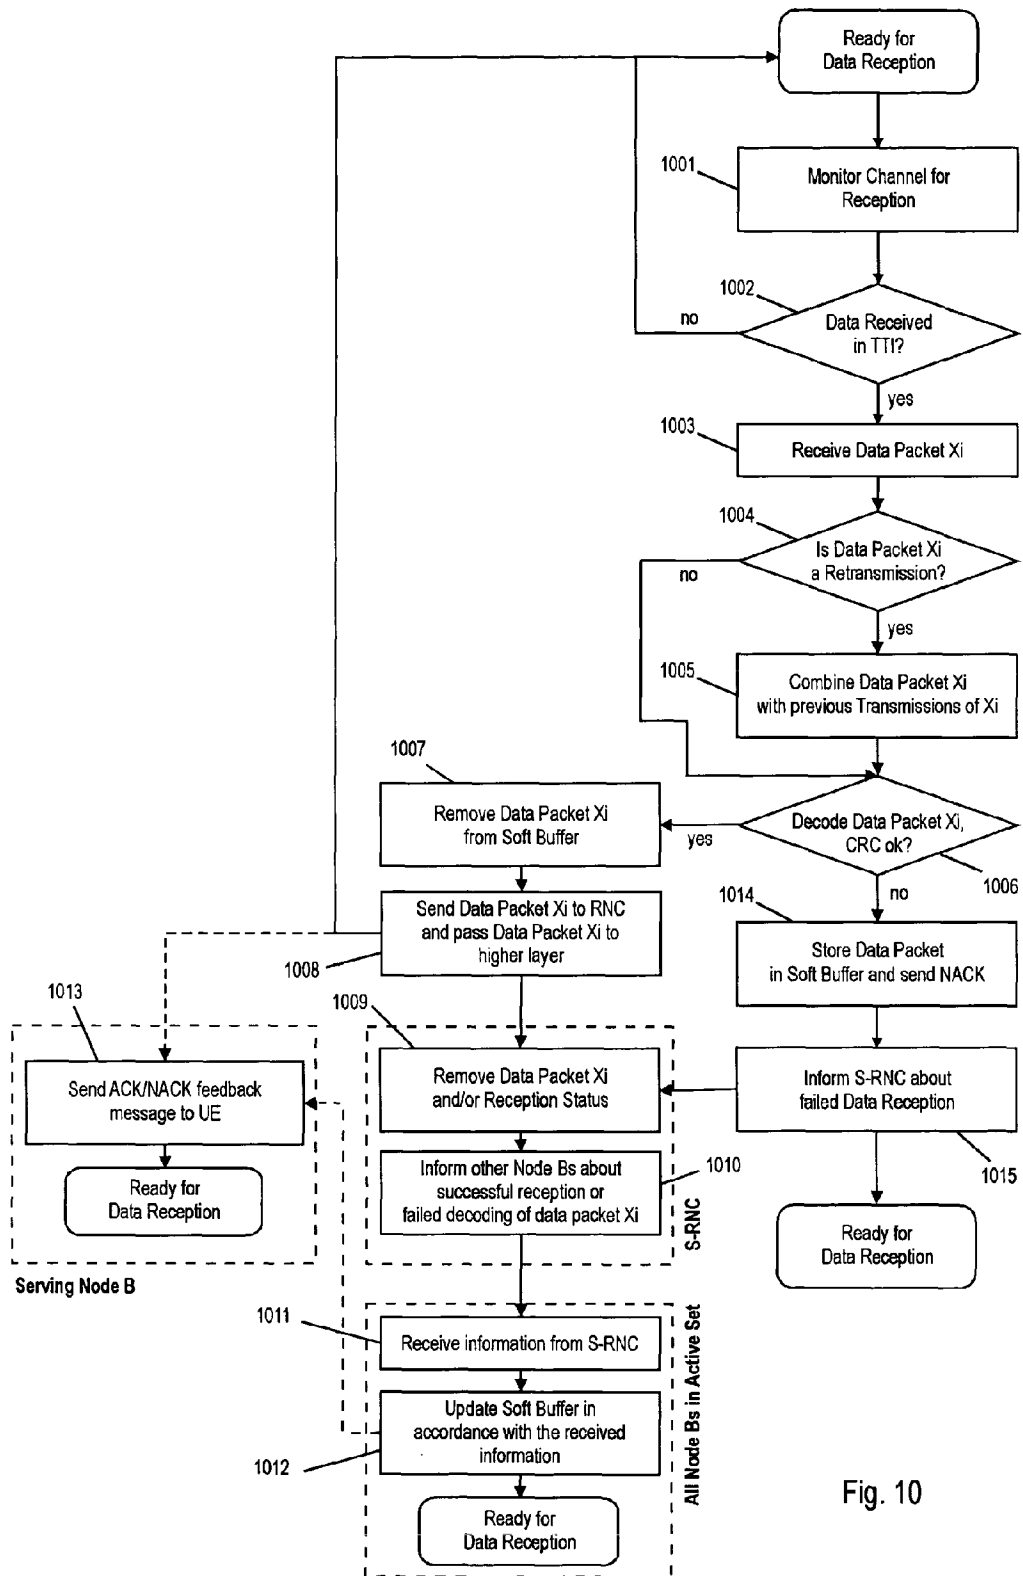 Ready for
Data Reception
1001
Monitor Channel for
Reception
1002
Data Received
in TTI?
no
yes
1003
Receive Data Packet Xi
1004
Is Data Packet Xi
a Retransmission?
no
yes
1005
Combine Data Packet Xi
with previous Transmissions of Xi
1007
Remove Data Packet Xi
from Soft Buffer
yes
Decode Data Packet Xi,
CRC ok?
1006
no
1014
Store Data Packet
in Soft Buffer and send NACK
Send Data Packet Xi to RNC
and pass Data Packet Xi to
higher layer
1008
1013
Send ACK/NACK feedback
message to UE
Ready for
Data Reception
Serving Node B
1009
Remove Data Packet Xi
and/or Reception Status
Inform other Node Bs about
successful reception or
failed decoding of data packet Xi
1010
S-RNC
Inform S-RNC about
failed Data Reception
1015
Ready for
Data Reception
1011
Receive information from S-RNC
Update Soft Buffer in
accordance with the received
information
1012
Ready for
Data Reception
All Node Bs in Active Set
Fig. 10